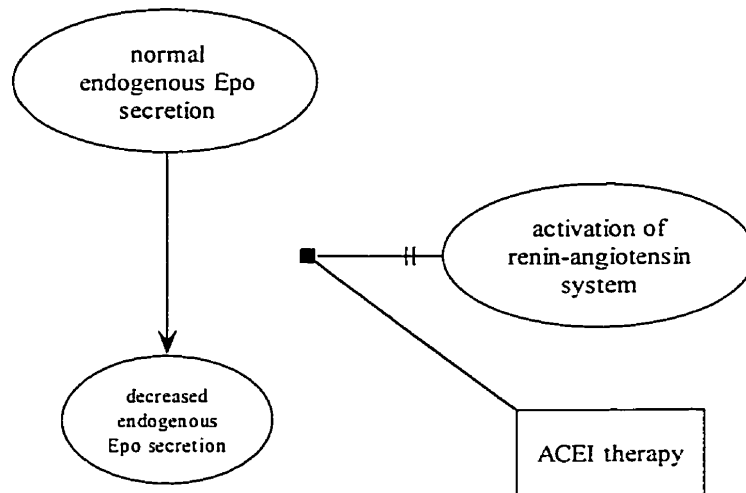 normal
endogenous Epo
secretion
activation of
renin-angiotensin
system
decreased
endogenous
Epo secretion
ACEI therapy